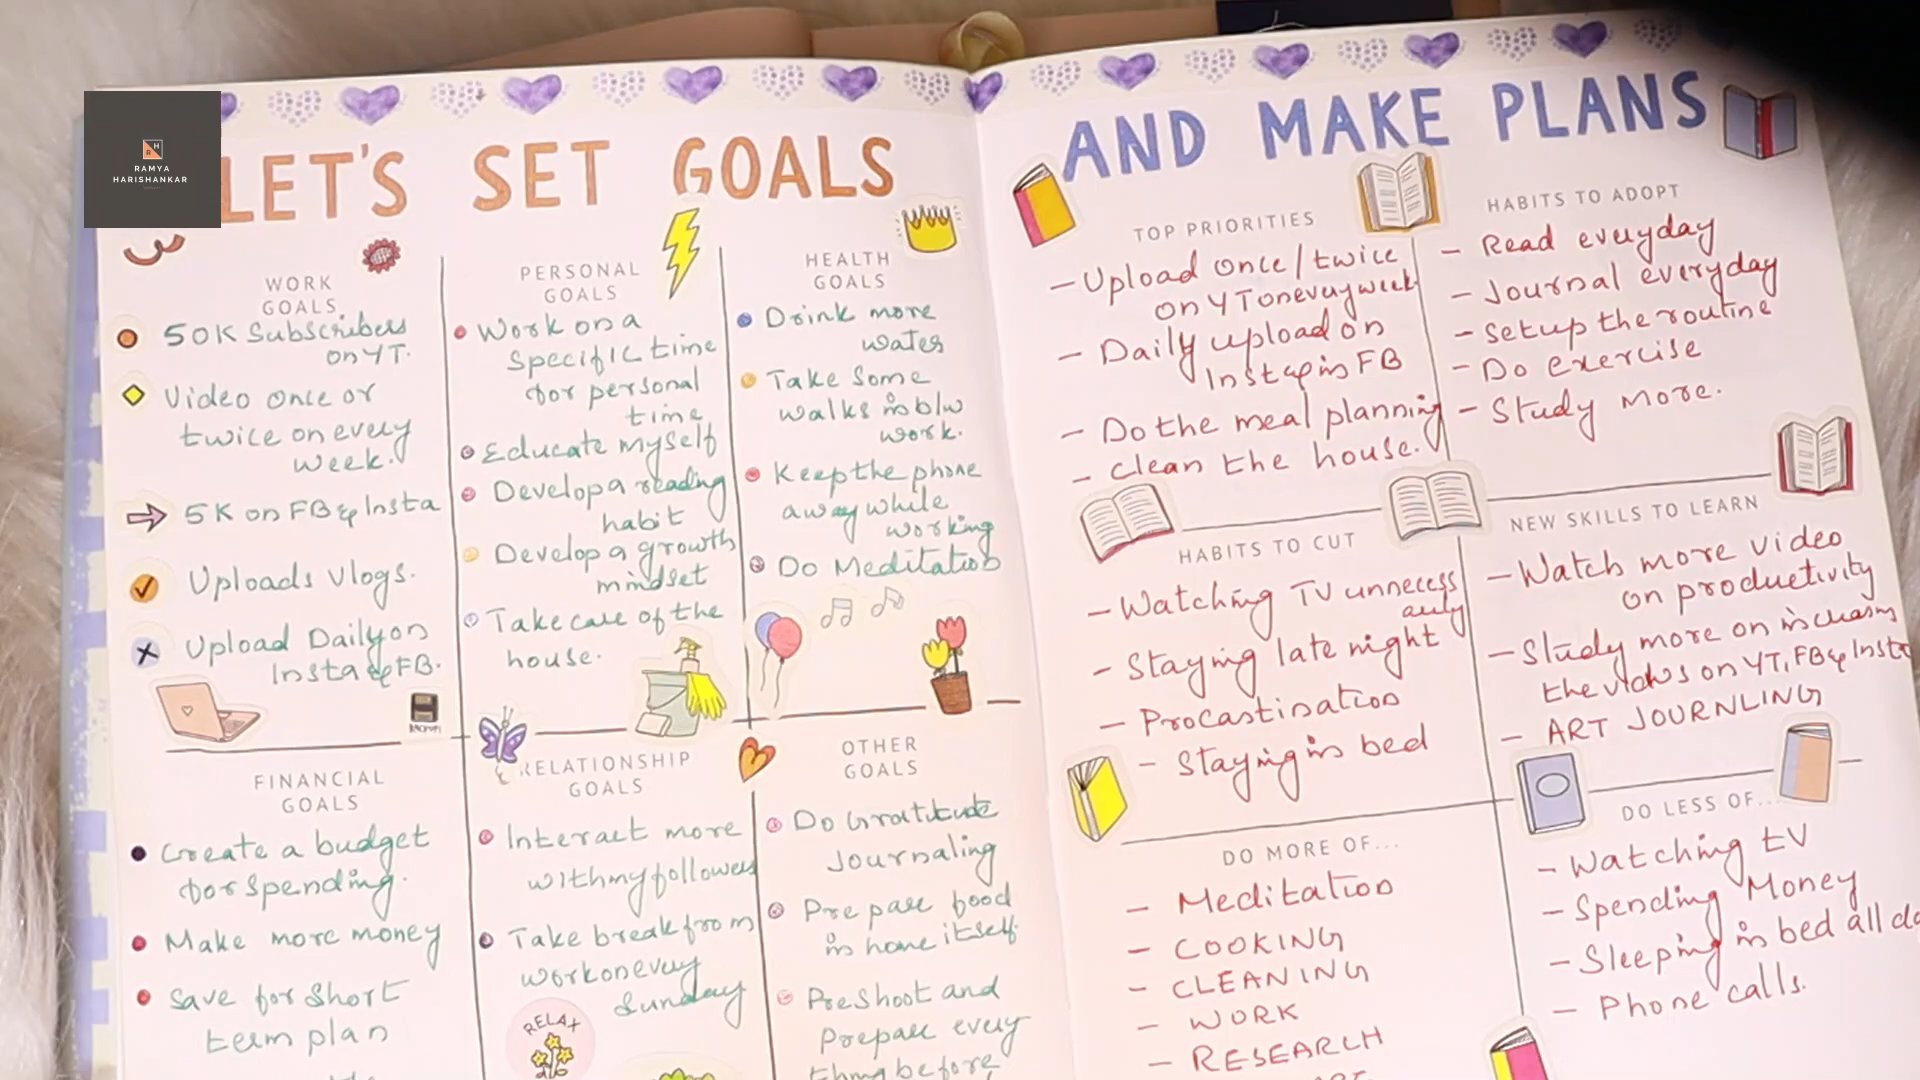 RAMYA
HARISHANKAR
LET'S SET GOALS
WORK
GOALS
50K Subscribers
on YT.
Video once or
twice on every
week.
5K on FB & Insta
Uploads Vlogs.
Upload Daily on
Insta & FB.
PERSONAL
GOALS
Work on a
specific time
for personal
time
Educate myself
Develop a reading
habit
Develop a growth
mindset
Take care of the
house.
HEALTH
GOALS
Drink more
water
Take some
walks in b/w
work.
Keep the phone
away while
working
Do Meditation
FINANCIAL
GOALS
Create a budget
for spending.
Make more money
Save for short
term plan
RELATIONSHIP
GOALS
Interact more
with my followers
Take break from
work on every
Sunday
RELAX
OTHER
GOALS
Do Gratitude
Journaling
Prepare food
in home itself.
Preshoot and
Prepare every
thing before
AND MAKE PLANS
TOP PRIORITIES
- Upload once/twice
on YT on every week
- Daily upload on
Insta & in FB
- Do the meal planning
- Clean the house.
HABITS TO ADOPT
- Read everyday
- Journal everyday
- Setup the routine
- Do exercise
- Study more.
HABITS TO CUT
- Watching TV unnecess
arily
- Staying late night
- Procastination
- Staying in bed
NEW SKILLS TO LEARN
- Watch more video
on productivity
- Study more on increasing
the views on YT, FB & Insta
- ART JOURNLING
DO MORE OF...
- Meditation
- COOKING
- CLEANING
- WORK
- RESEARCH
DO LESS OF...
- Watching TV
- Spending Money
- Sleeping in bed all da
- Phone calls.